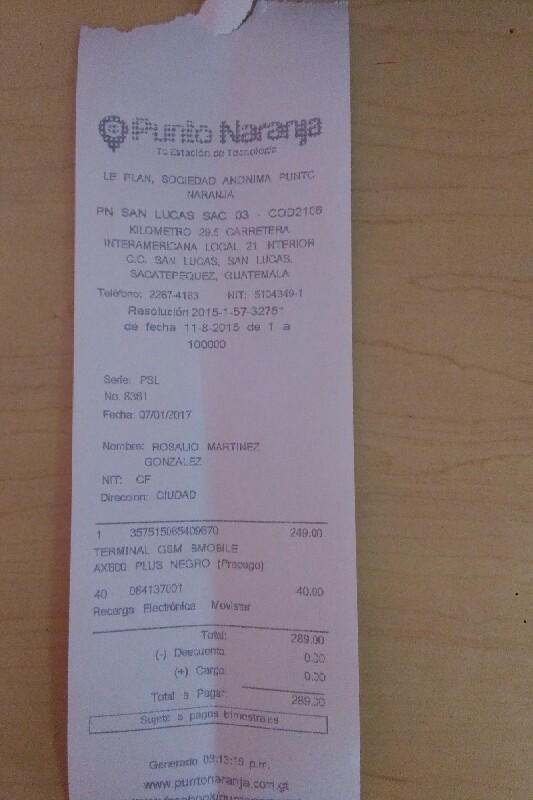 Punto Naranja
Tu Estación de Tecnología
LE PLAN, SOCIEDAD ANONIMA PUNTO
NARANJA
PN SAN LUCAS SAC 03 - COD2106
KILOMETRO 29.5 CARRETERA
INTERAMERICANA LOCAL 21 INTERIOR
C.C. SAN LUCAS, SAN LUCAS,
SACATEPEQUEZ, GUATEMALA
Teléfono: 2267-4163 NIT: 5104349-1
Resolución 2015-1-57-32751
de fecha 11-8-2015 de 1 a
100000
Serie: PSL
No. 8361
Fecha: 07/01/2017
Nombre: ROSALIO MARTINEZ
GONZALEZ
NIT: CF
Direccion: CIUDAD
1 357515065409670 249.00
TERMINAL GSM BMOBILE
AX600 PLUS NEGRO (Prepago)
40 084137001 40.00
Recarga Electrónica Movistar
Total: 289.00
(-) Descuento 0.00
(+) Cargo: 0.00
Total a Pagar: 289.00
Sujeto a pagos trimestrales
Generado 03:13:19 p.m.
www.puntonaranja.com.gt